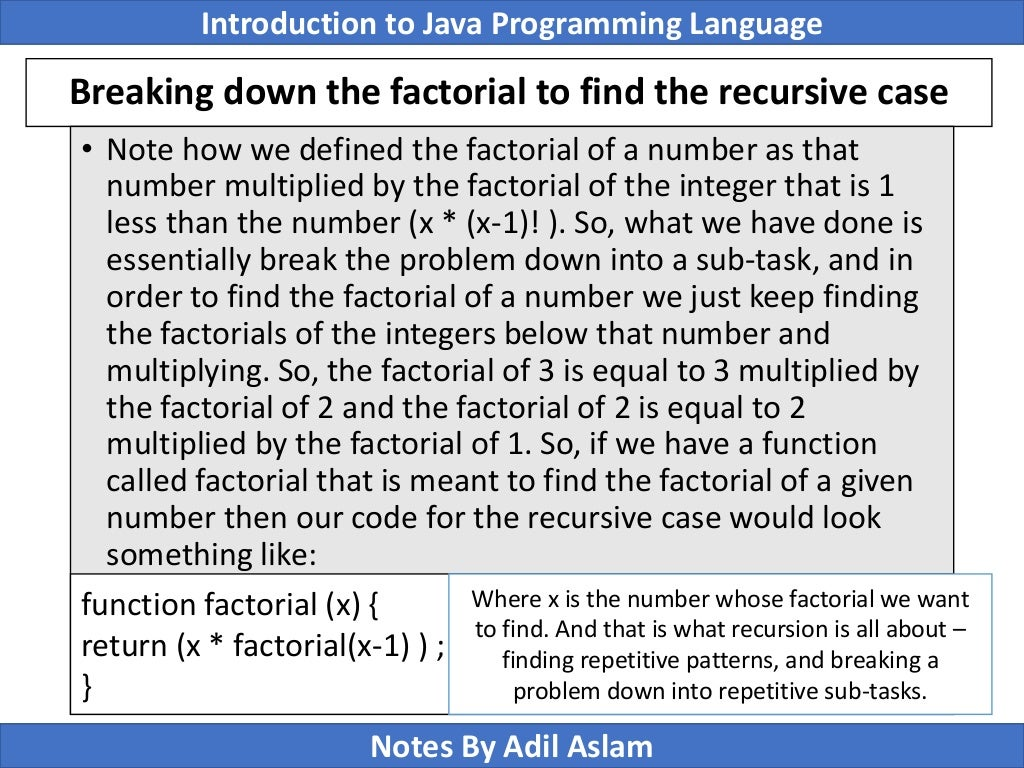 Introduction to Java Programming Language
Breaking down the factorial to find the recursive case
• Note how we defined the factorial of a number as that
number multiplied by the factorial of the integer that is 1
less than the number (x * (x-1)! ). So, what we have done is
essentially break the problem down into a sub-task, and in
order to find the factorial of a number we just keep finding
the factorials of the integers below that number and
multiplying. So, the factorial of 3 is equal to 3 multiplied by
the factorial of 2 and the factorial of 2 is equal to 2
multiplied by the factorial of 1. So, if we have a function
called factorial that is meant to find the factorial of a given
number then our code for the recursive case would look
something like:
function factorial (x) {
return (x * factorial(x-1) ) ;
}
Where x is the number whose factorial we want
to find. And that is what recursion is all about –
finding repetitive patterns, and breaking a
problem down into repetitive sub-tasks.
Notes By Adil Aslam